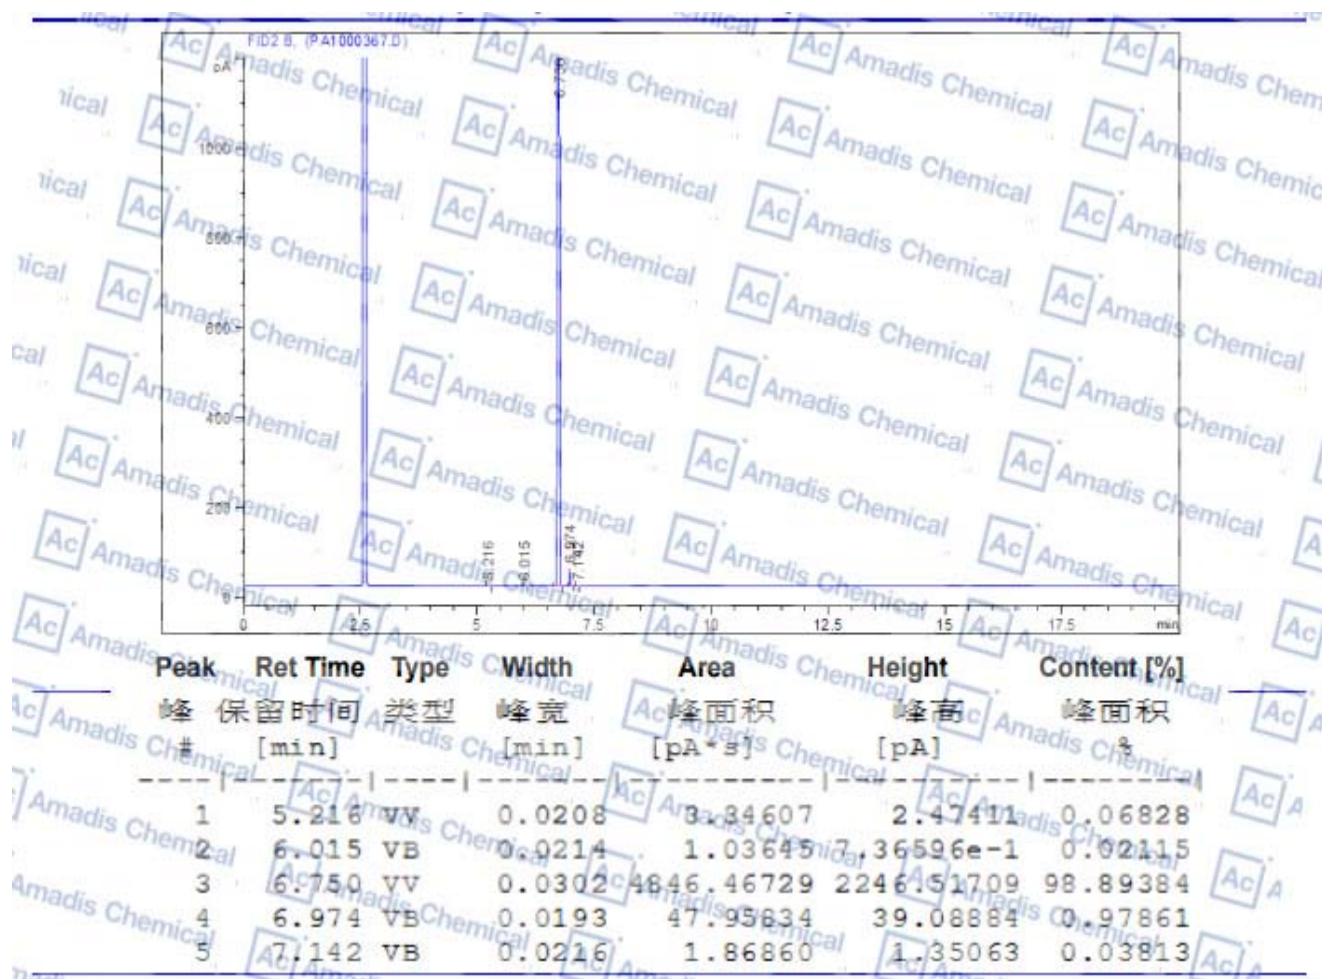 FID2 B, (PA1000367.D)
pA
1000
800
600
400
200
0
5.216
6.015
6.750
6.974
7.142
0 2.5 5 7.5 10 12.5 15 17.5 min
Peak Ret Time Type Width Area Height Content [%]
峰 保留时间 类型 峰宽 峰面积 峰高 峰面积
# [min] [min] [pA*s] [pA] %
----|-------|----|-------|----------|----------|--------|
1 5.216 VV 0.0208 3.34607 2.47411 0.06828
2 6.015 VB 0.0214 1.03645 7.36596e-1 0.02115
3 6.750 VV 0.0302 4846.46729 2246.51709 98.89384
4 6.974 VB 0.0193 47.95834 39.08884 0.97861
5 7.142 VB 0.0216 1.86860 1.35063 0.03813
Ac Amadis Chemical